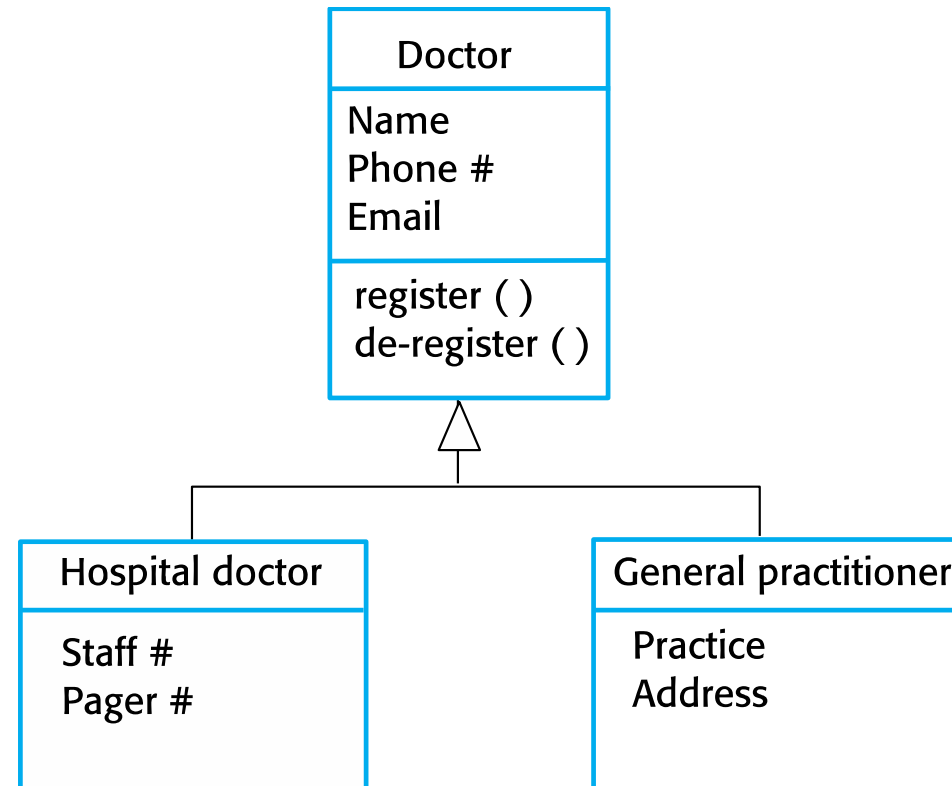 Doctor
Name
Phone #
Email
register ( )
de-register ( )
Hospital doctor
Staff #
Pager #
General practitioner
Practice
Address